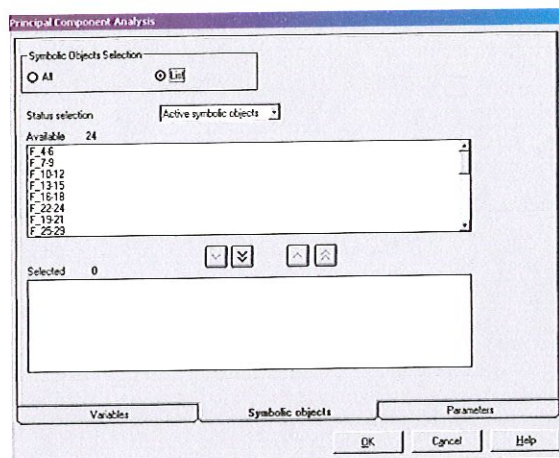 Principal Component Analysis
Symbolic Objects Selection
All
List
Status selection
Active symbolic objects
Available 24
F_4-6
F_7-9
F_10-12
F_13-15
F_16-18
F_22-24
F_19-21
F_25-29
Selected 0
Variables
Symbolic objects
Parameters
OK
Cancel
Help